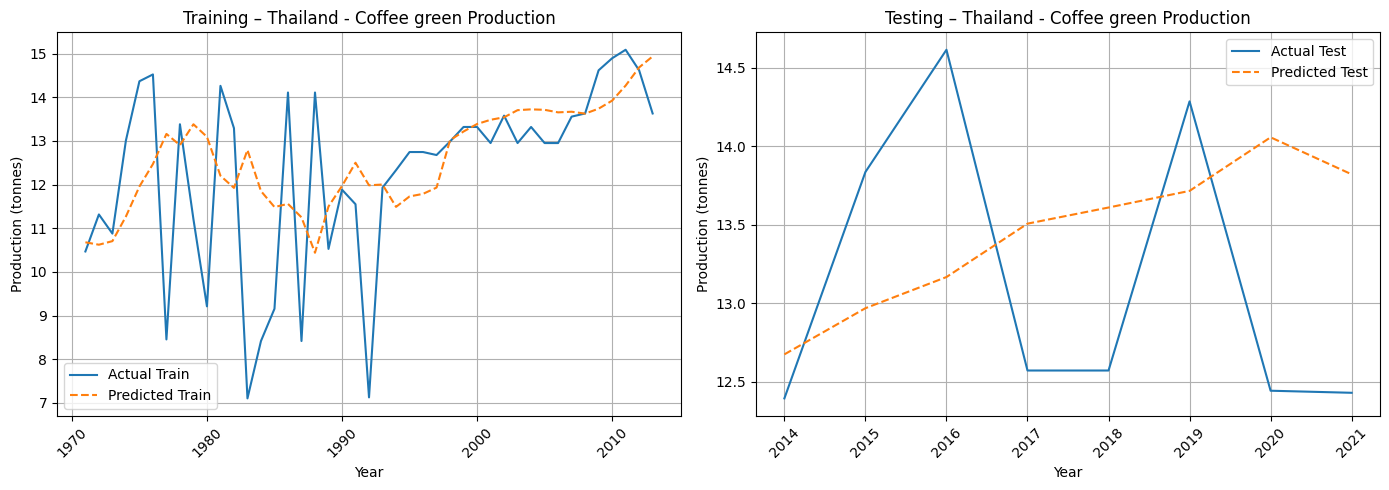 Training – Thailand - Coffee green Production
Production (tonnes)
15
14
13
12
11
10
9
8
7
Actual Train
Predicted Train
1970
1980
1990
2000
2010
Year
Testing – Thailand - Coffee green Production
Production (tonnes)
14.5
14.0
13.5
13.0
12.5
Actual Test
Predicted Test
2014
2015
2016
2017
2018
2019
2020
2021
Year